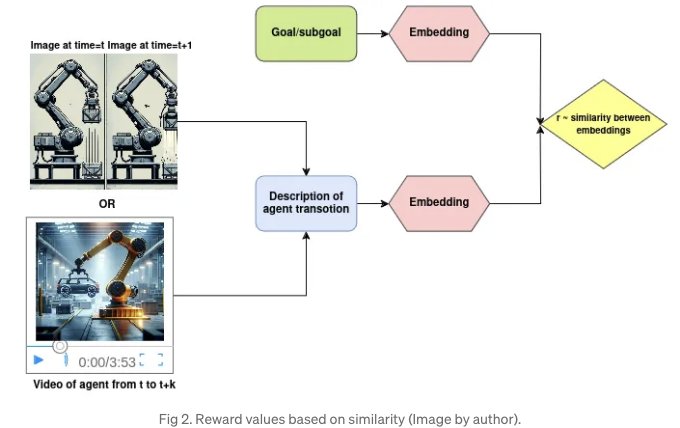 Image at time=t Image at time=t+1
OR
0:00/3:53
Video of agent from t to t+k
Goal/subgoal
Embedding
Description of
agent transotion
Embedding
r ~ similarity between
embeddings
Fig 2. Reward values based on similarity (Image by author).